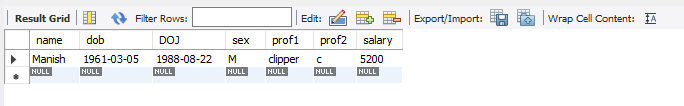 Result Grid Filter Rows: Edit: Export/Import: Wrap Cell Content:
name dob DOJ sex prof1 prof2 salary
Manish 1961-03-05 1988-08-22 M clipper c 5200
NULL NULL NULL NULL NULL NULL NULL